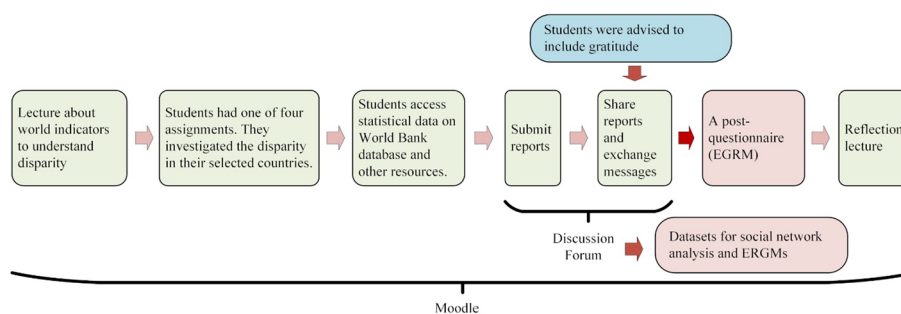 Students were advised to
include gratitude
Lecture about
world indicators
to understand
disparity
Students had one of four
assignments. They
investigated the disparity
in their selected countries.
Students access
statistical data on
World Bank
database and
other resources.
Submit
reports
Share
reports
and
exchange
messages
A post-
questionnaire
(EGRM)
Reflection
lecture
Discussion
Forum
Datasets for social network
analysis and ERGMs
Moodle